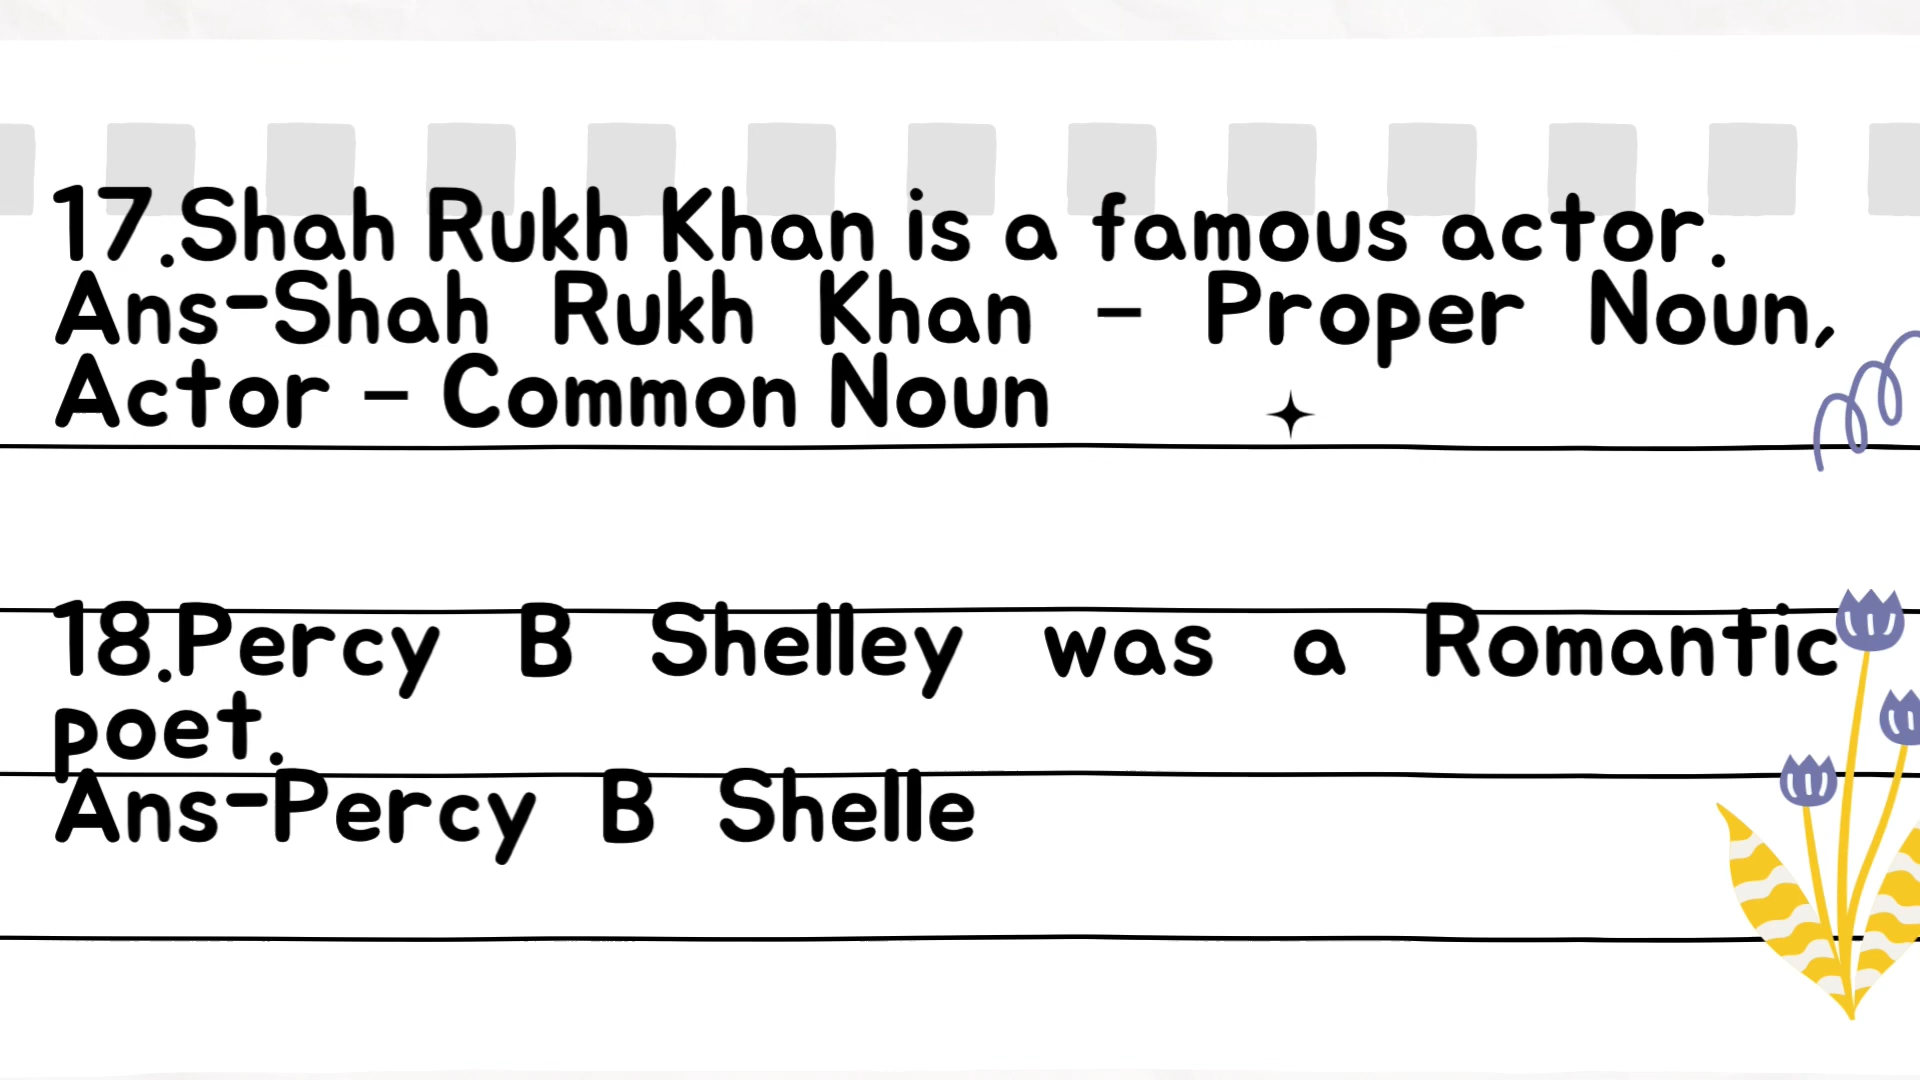 17.Shah Rukh Khan is a famous actor.
Ans-Shah Rukh Khan – Proper Noun,
Actor – Common Noun
18.Percy B Shelley was a Romantic
poet.
Ans-Percy B Shelle